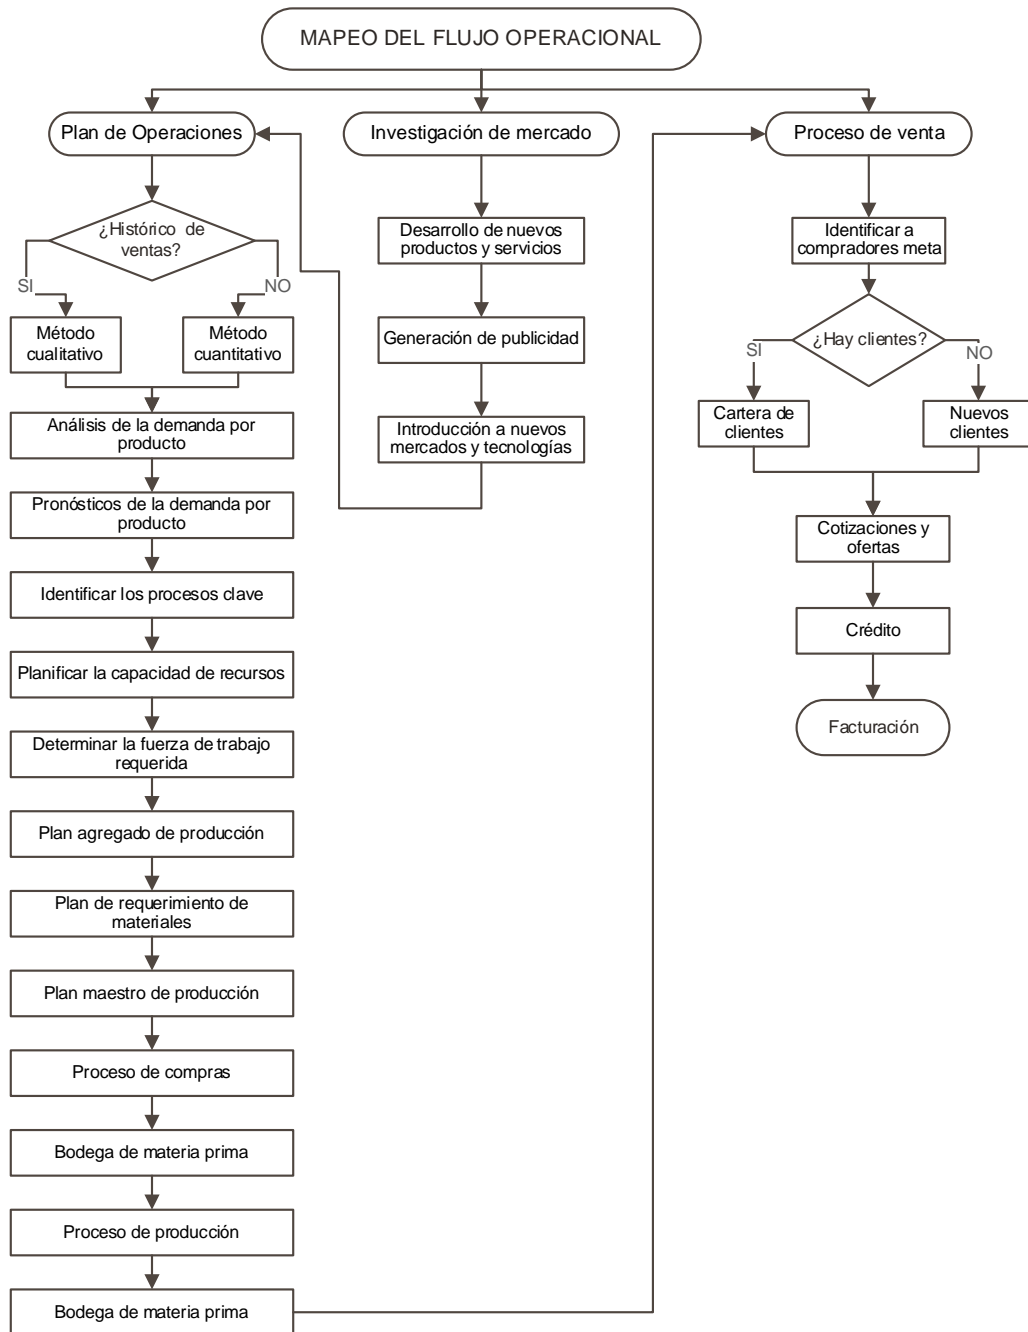 MAPEO DEL FLUJO OPERACIONAL
Plan de Operaciones
Investigación de mercado
Proceso de venta
¿Histórico de
ventas?
SI
NO
Método
cualitativo
Método
cuantitativo
Análisis de la demanda por
producto
Pronósticos de la demanda por
producto
Identificar los procesos clave
Planificar la capacidad de recursos
Determinar la fuerza de trabajo
requerida
Plan agregado de producción
Plan de requerimiento de
materiales
Plan maestro de producción
Proceso de compras
Bodega de materia prima
Proceso de producción
Bodega de materia prima
Desarrollo de nuevos
productos y servicios
Generación de publicidad
Introducción a nuevos
mercados y tecnologías
Identificar a
compradores meta
¿Hay clientes?
SI
NO
Cartera de
clientes
Nuevos
clientes
Cotizaciones y
ofertas
Crédito
Facturación